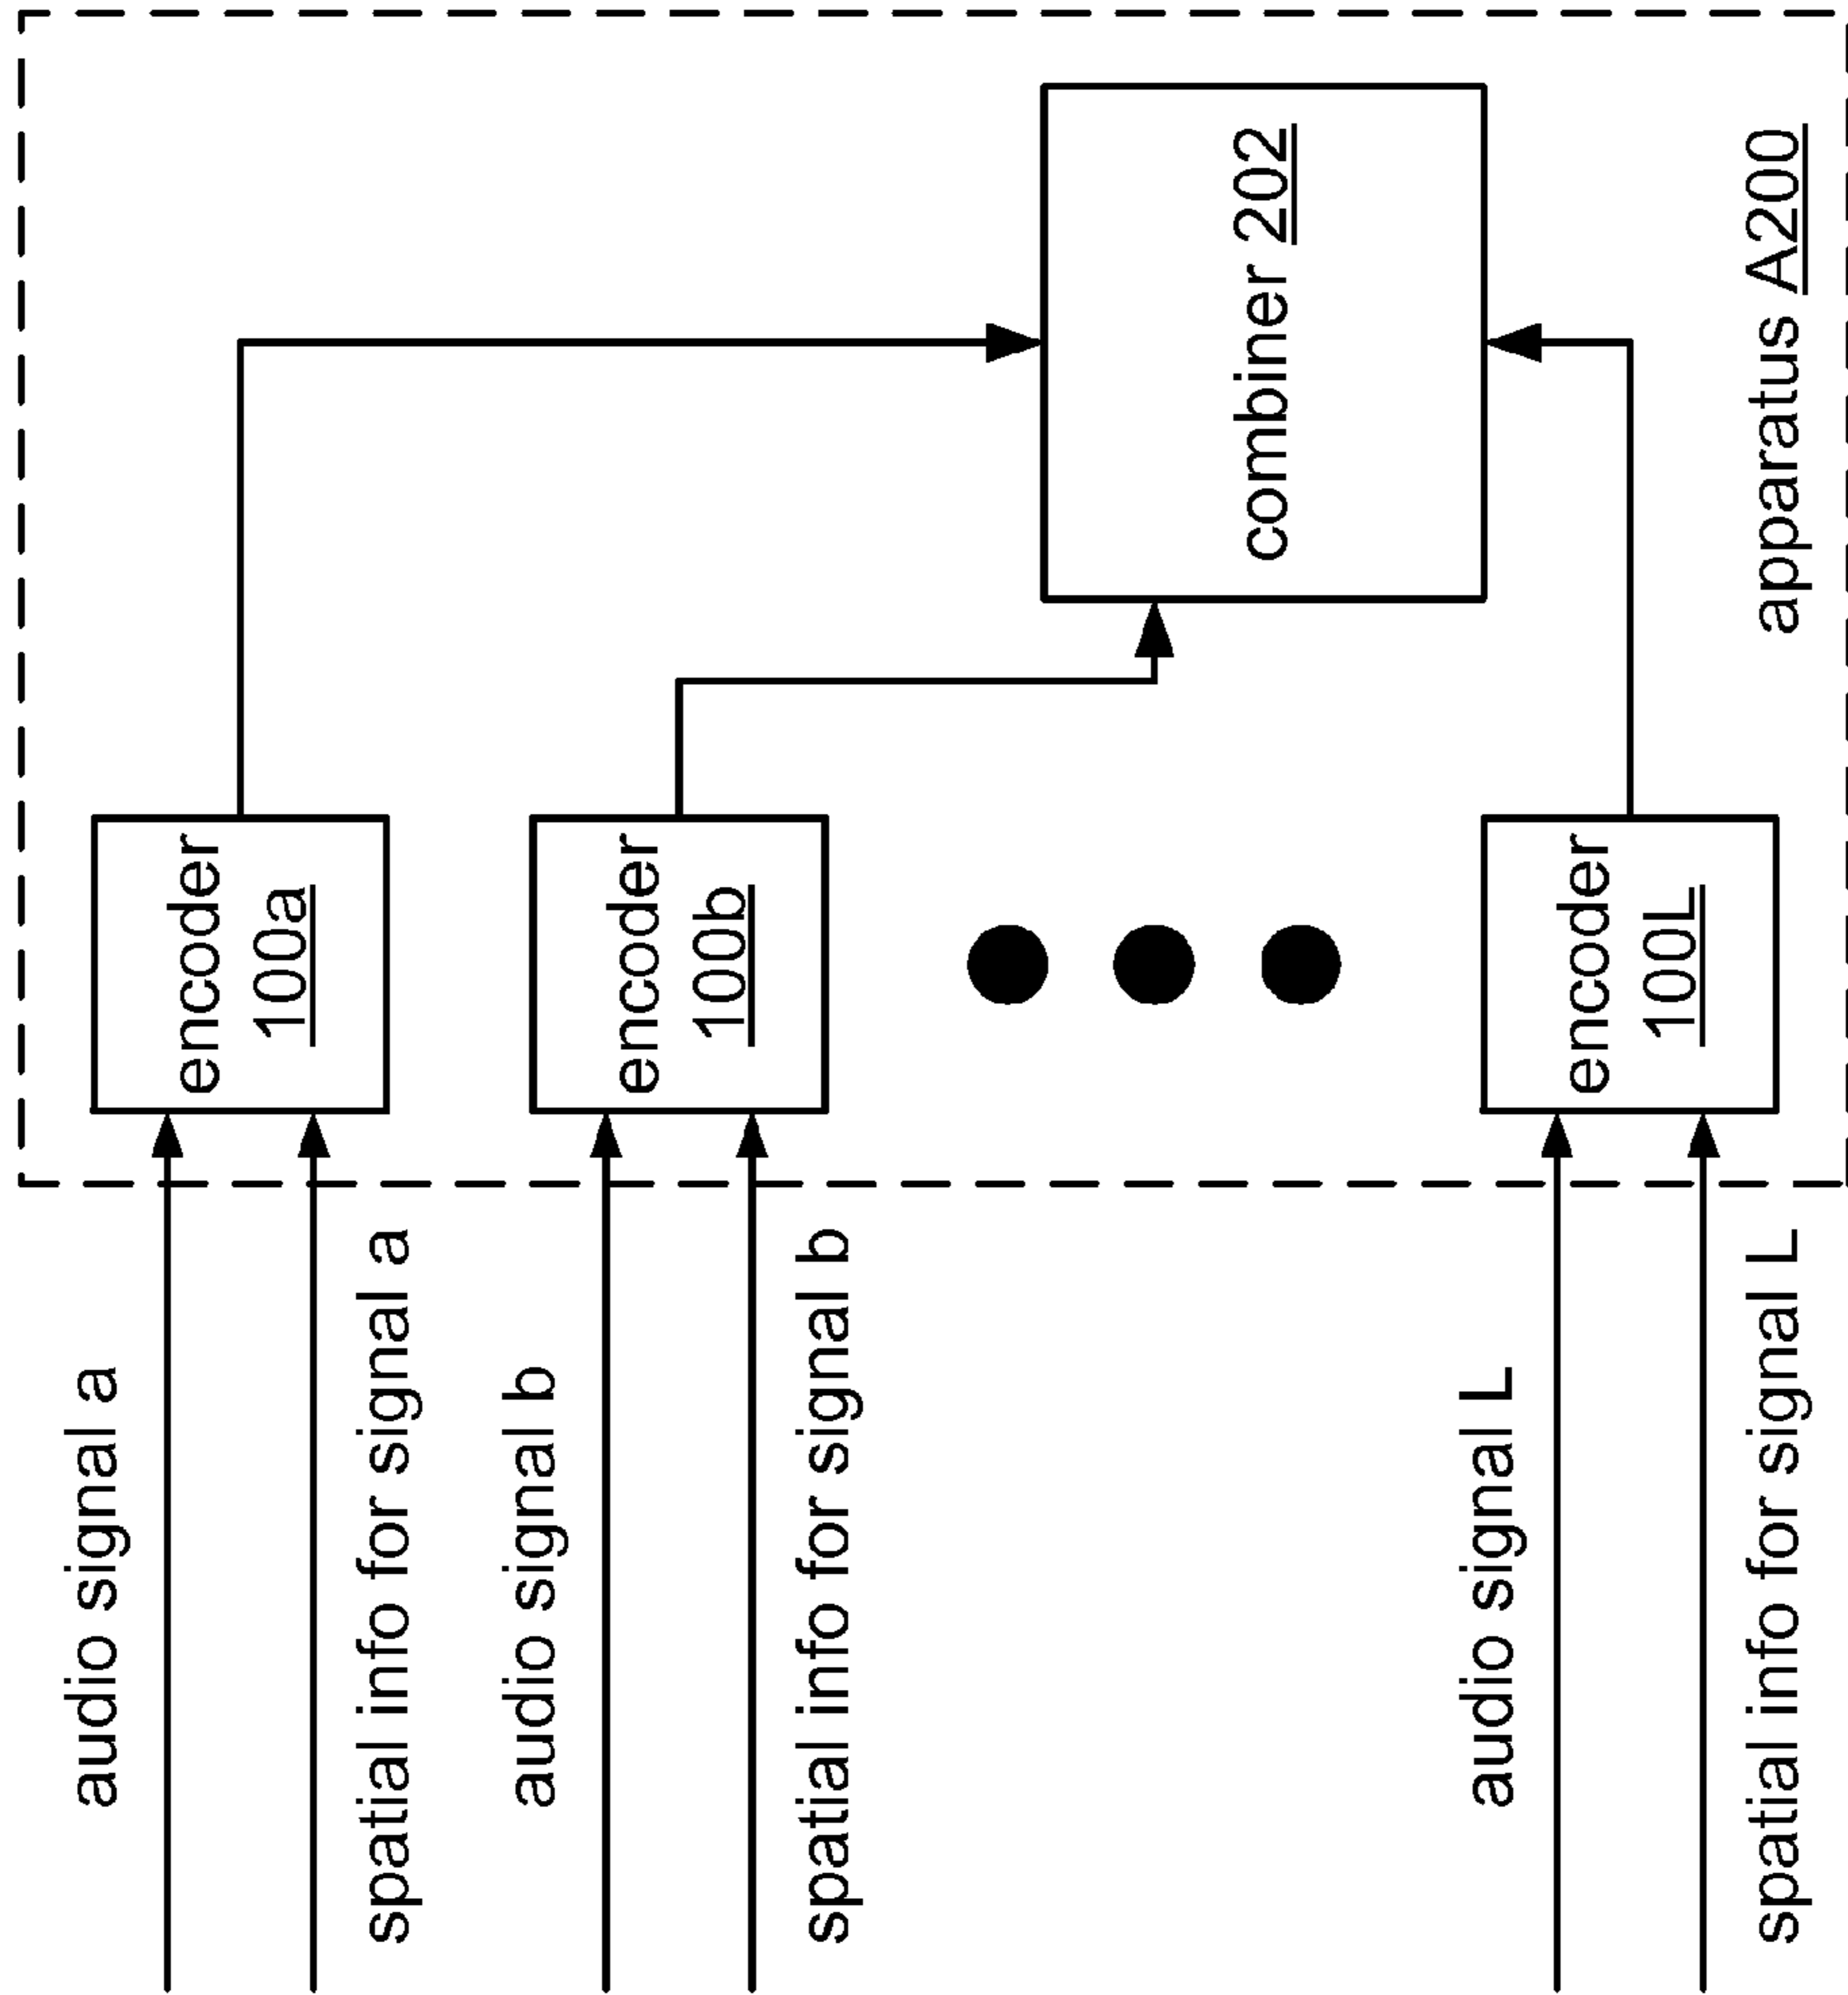 audio signal a
spatial info for signal a
encoder
100a
audio signal b
spatial info for signal b
encoder
100b
combiner 202
audio signal L
spatial info for signal L
encoder
100L
apparatus A200